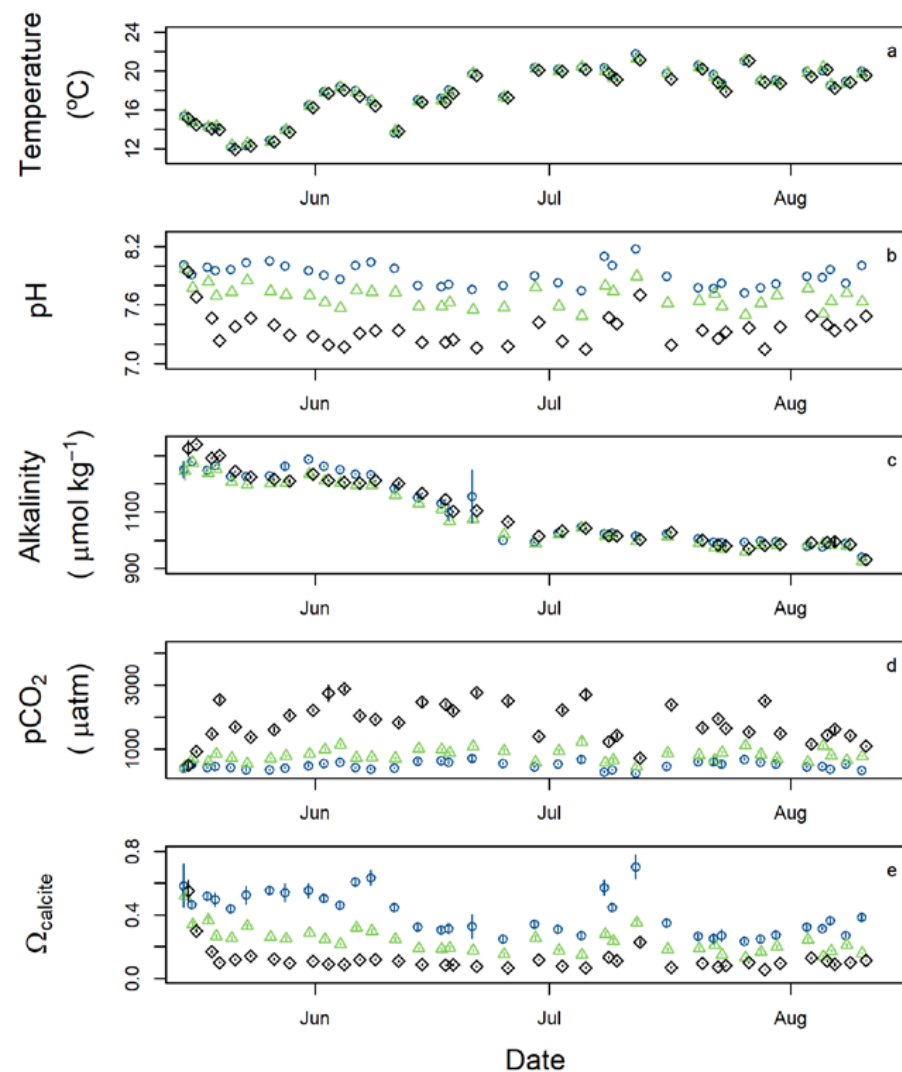 Temperature
(ºC)
12 16 20 24
a
Jun Jul Aug
pH
7.0 7.6 8.2
b
Jun Jul Aug
Alkalinity
( µmol kg⁻¹)
900 1100
c
Jun Jul Aug
pCO₂
( µatm)
1000 3000
d
Jun Jul Aug
Ωcalcite
0.0 0.4 0.8
e
Jun Jul Aug
Date